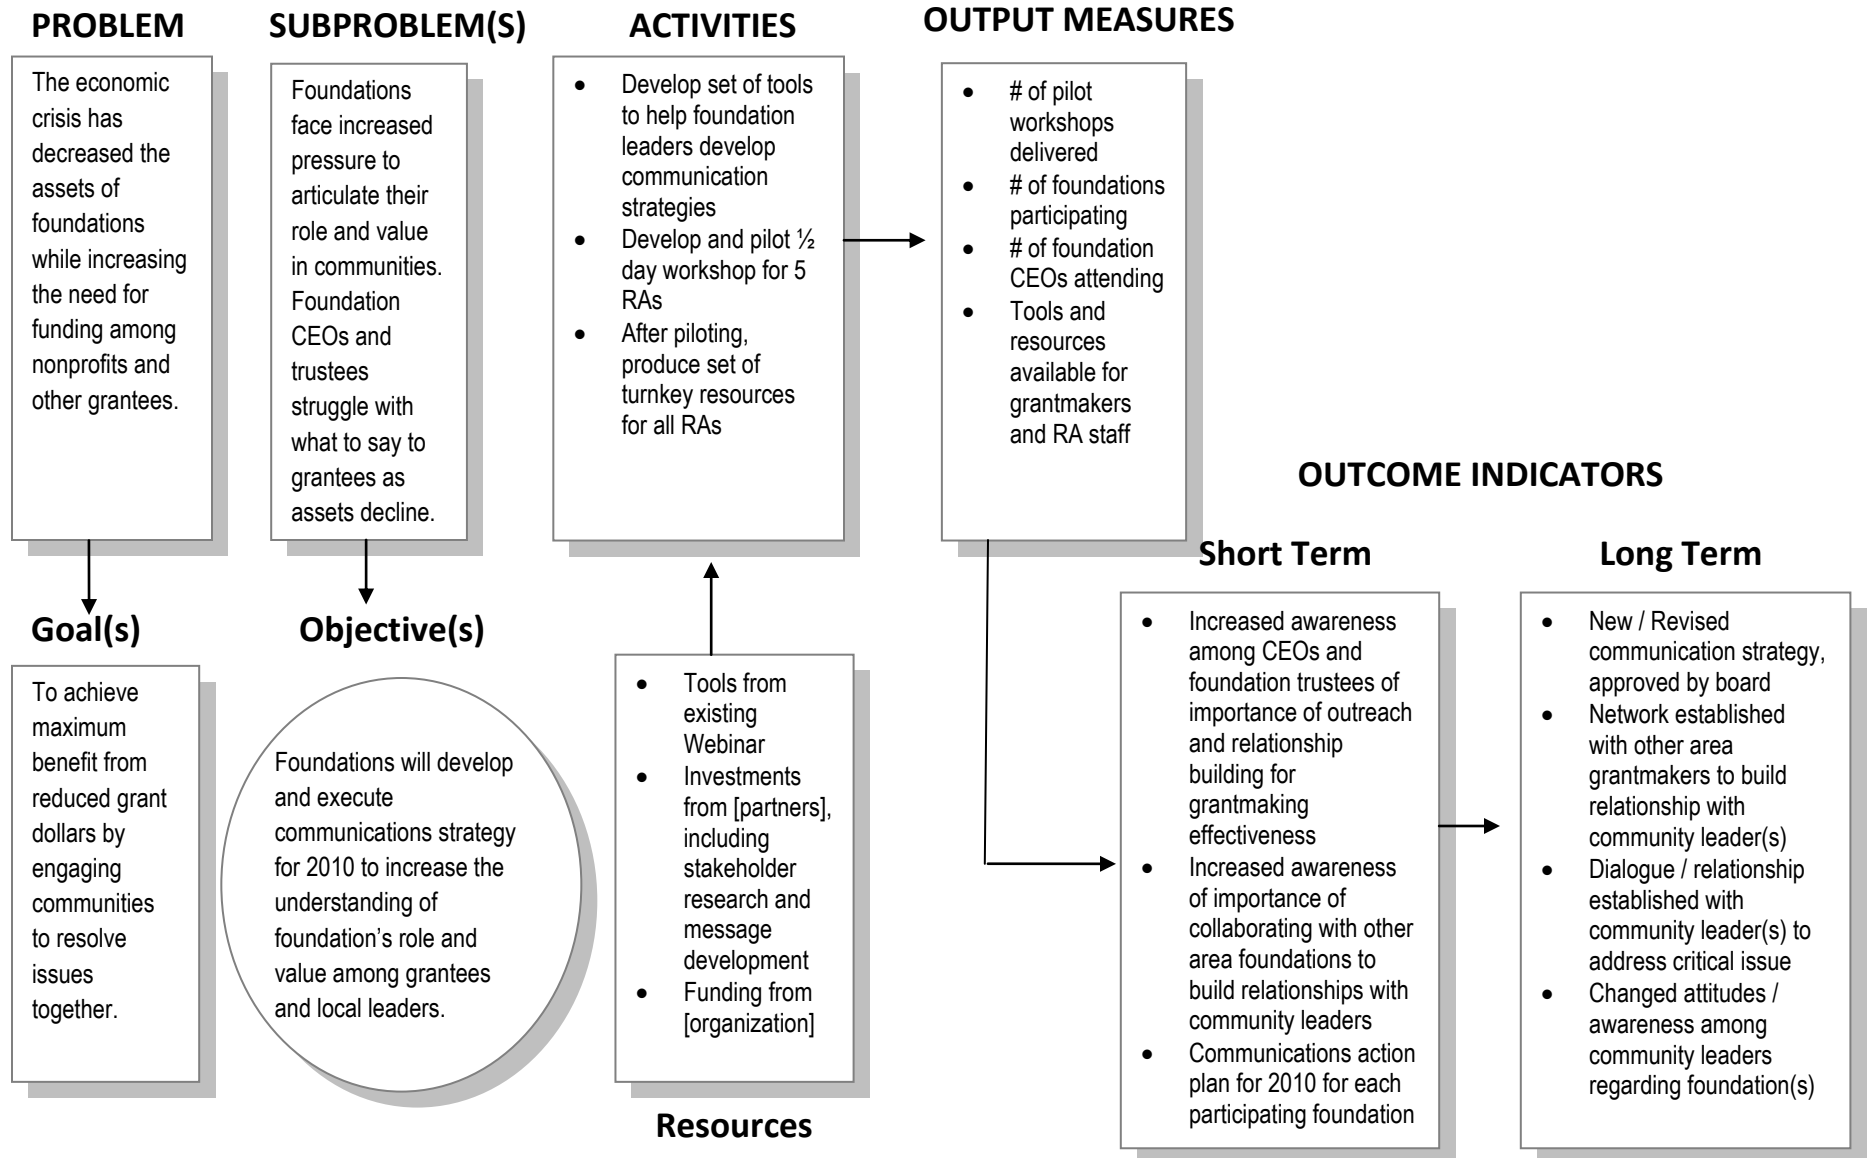 PROBLEM
The economic
crisis has
decreased the
assets of
foundations
while increasing
the need for
funding among
nonprofits and
other grantees.
Goal(s)
To achieve
maximum
benefit from
reduced grant
dollars by
engaging
communities
to resolve
issues
together.
SUBPROBLEM(S)
Foundations
face increased
pressure to
articulate their
role and value
in communities.
Foundation
CEOs and
trustees
struggle with
what to say to
grantees as
assets decline.
Objective(s)
Foundations will develop
and execute
communications strategy
for 2010 to increase the
understanding of
foundation’s role and
value among grantees
and local leaders.
ACTIVITIES
• Develop set of tools
to help foundation
leaders develop
communication
strategies
• Develop and pilot ½
day workshop for 5
RAs
• After piloting,
produce set of
turnkey resources
for all RAs
• Tools from
existing
Webinar
• Investments
from [partners],
including
stakeholder
research and
message
development
• Funding from
[organization]
Resources
OUTPUT MEASURES
• # of pilot
workshops
delivered
• # of foundations
participating
• # of foundation
CEOs attending
• Tools and
resources
available for
grantmakers
and RA staff
OUTCOME INDICATORS
Short Term
• Increased awareness
among CEOs and
foundation trustees of
importance of outreach
and relationship
building for
grantmaking
effectiveness
• Increased awareness
of importance of
collaborating with other
area foundations to
build relationships with
community leaders
• Communications action
plan for 2010 for each
participating foundation
Long Term
• New / Revised
communication strategy,
approved by board
• Network established
with other area
grantmakers to build
relationship with
community leader(s)
• Dialogue / relationship
established with
community leader(s) to
address critical issue
• Changed attitudes /
awareness among
community leaders
regarding foundation(s)